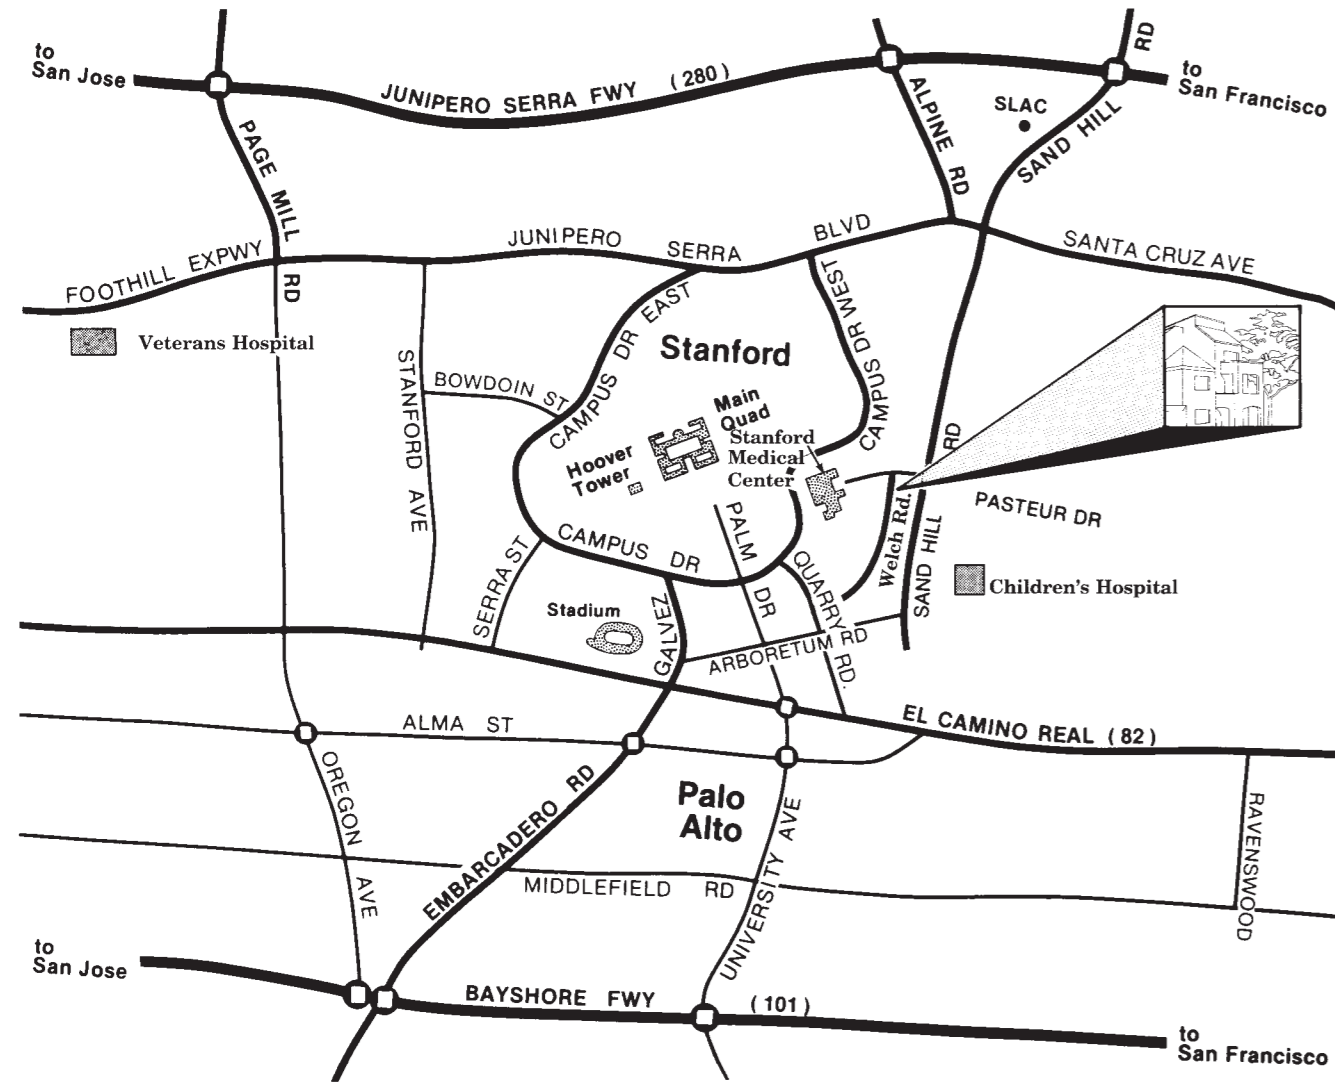 to
San Jose
JUNIPERO SERRA FWY (280)
to
San Francisco
RD
SLAC
ALPINE RD
SAND HILL
PAGE MILL
RD
FOOTHILL EXPWY
JUNIPERO SERRA BLVD
SANTA CRUZ AVE
Veterans Hospital
STANFORD AVE
BOWDOIN ST
CAMPUS DR EAST
Stanford
CAMPUS DR WEST
Main
Quad
Hoover
Tower
Stanford
Medical
Center
RD
PASTEUR DR
Welch Rd.
SAND HILL
Children's Hospital
CAMPUS DR
PALM DR
QUARRY RD.
SERRA ST
Stadium
GALVEZ
ARBORETUM RD
EL CAMINO REAL (82)
ALMA ST
OREGON AVE
EMBARCADERO RD
Palo
Alto
UNIVERSITY AVE
RAVENSWOOD
MIDDLEFIELD RD
to
San Jose
BAYSHORE FWY (101)
to
San Francisco